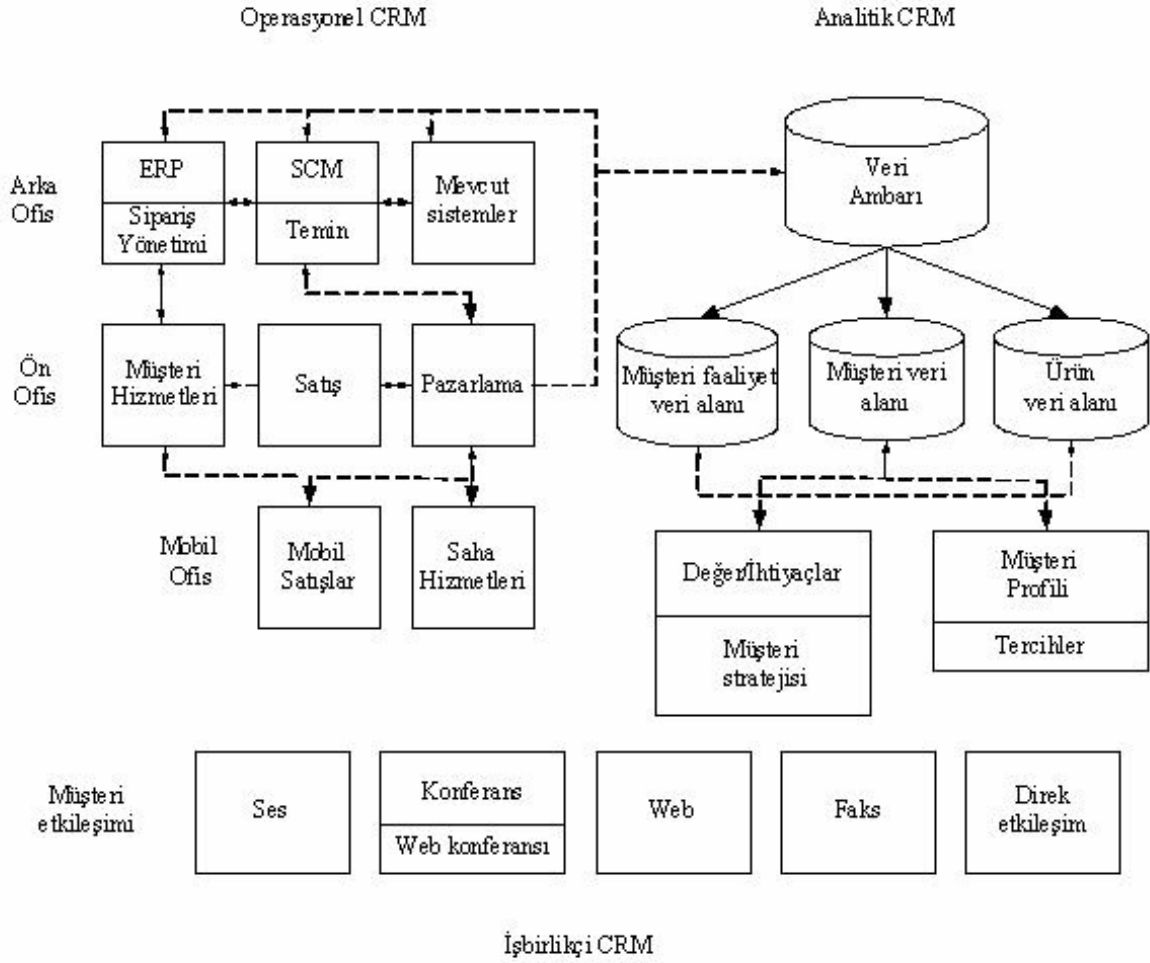 Operasyonel CRM
Analitik CRM
Arka
Ofis
ERP
Sipariş
Yönetimi
SCM
Temin
Mevcut
sistemler
Veri
Ambarı
Ön
Ofis
Müşteri
Hizmetleri
Satış
Pazarlama
Müşteri faaliyet
veri alanı
Müşteri veri
alanı
Ürün
veri alanı
Mobil
Ofis
Mobil
Satışlar
Saha
Hizmetleri
Değer/İhtiyaçlar
Müşteri
stratejisi
Müşteri
Profili
Tercihler
Müşteri
etkileşimi
Ses
Konferans
Web konferansı
Web
Faks
Direk
etkileşim
İşbirlikçi CRM